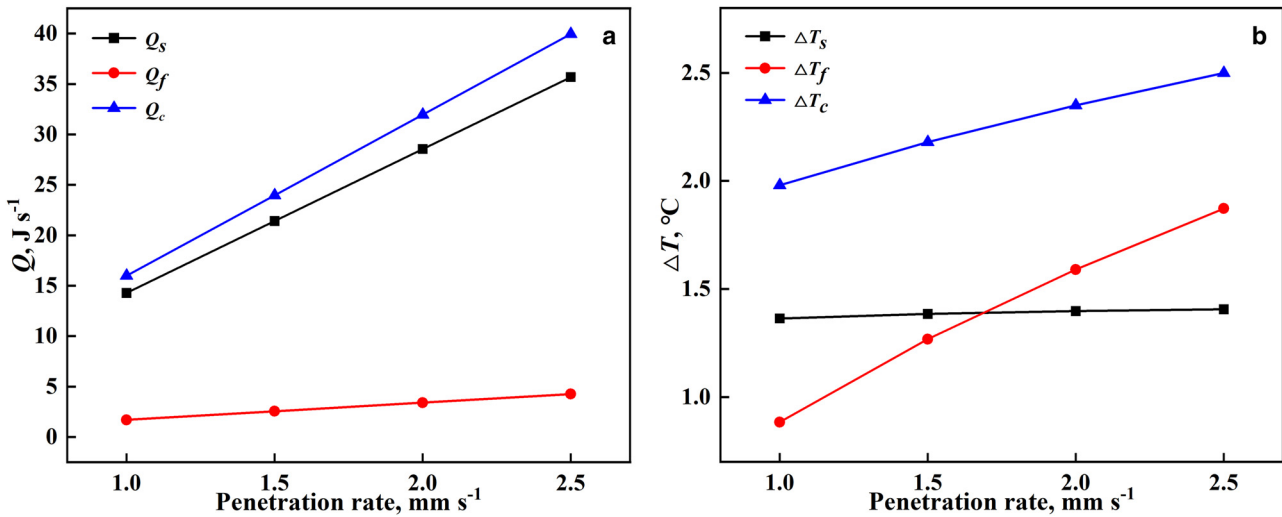 a
Q_s
Q_f
Q_c
40
35
30
25
20
15
10
5
0
Q, J s⁻¹
1.0 1.5 2.0 2.5
Penetration rate, mm s⁻¹
b
△T_s
△T_f
△T_c
2.5
2.0
1.5
1.0
△T, °C
1.0 1.5 2.0 2.5
Penetration rate, mm s⁻¹